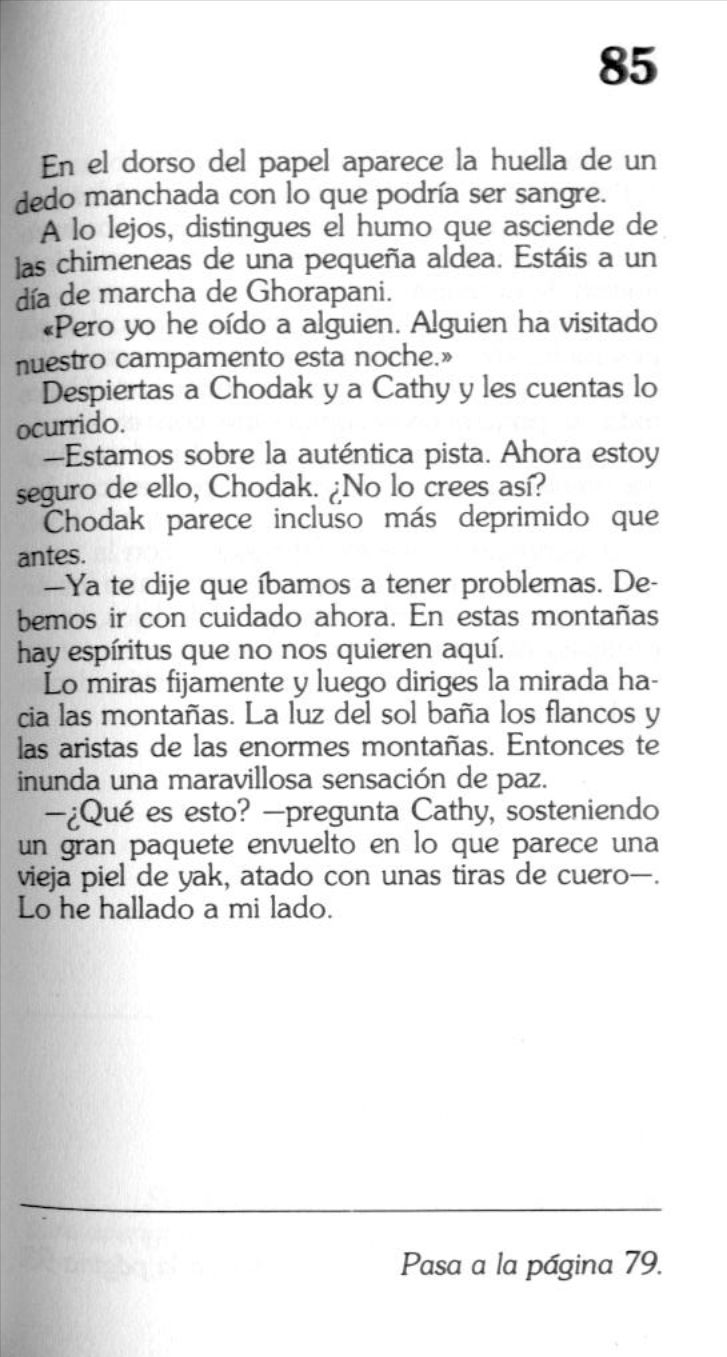 85
En el dorso del papel aparece la huella de un
dedo manchada con lo que podría ser sangre.
A lo lejos, distingues el humo que asciende de
las chimeneas de una pequeña aldea. Estáis a un
día de marcha de Ghorapani.
«Pero yo he oído a alguien. Alguien ha visitado
nuestro campamento esta noche.»
Despiertas a Chodak y a Cathy y les cuentas lo
ocurrido.
—Estamos sobre la auténtica pista. Ahora estoy
seguro de ello, Chodak. ¿No lo crees así?
Chodak parece incluso más deprimido que
antes.
—Ya te dije que íbamos a tener problemas. De-
bemos ir con cuidado ahora. En estas montañas
hay espíritus que no nos quieren aquí.
Lo miras fijamente y luego diriges la mirada ha-
cia las montañas. La luz del sol baña los flancos y
las aristas de las enormes montañas. Entonces te
inunda una maravillosa sensación de paz.
—¿Qué es esto? —pregunta Cathy, sosteniendo
un gran paquete envuelto en lo que parece una
vieja piel de yak, atado con unas tiras de cuero—.
Lo he hallado a mi lado.
Pasa a la página 79.